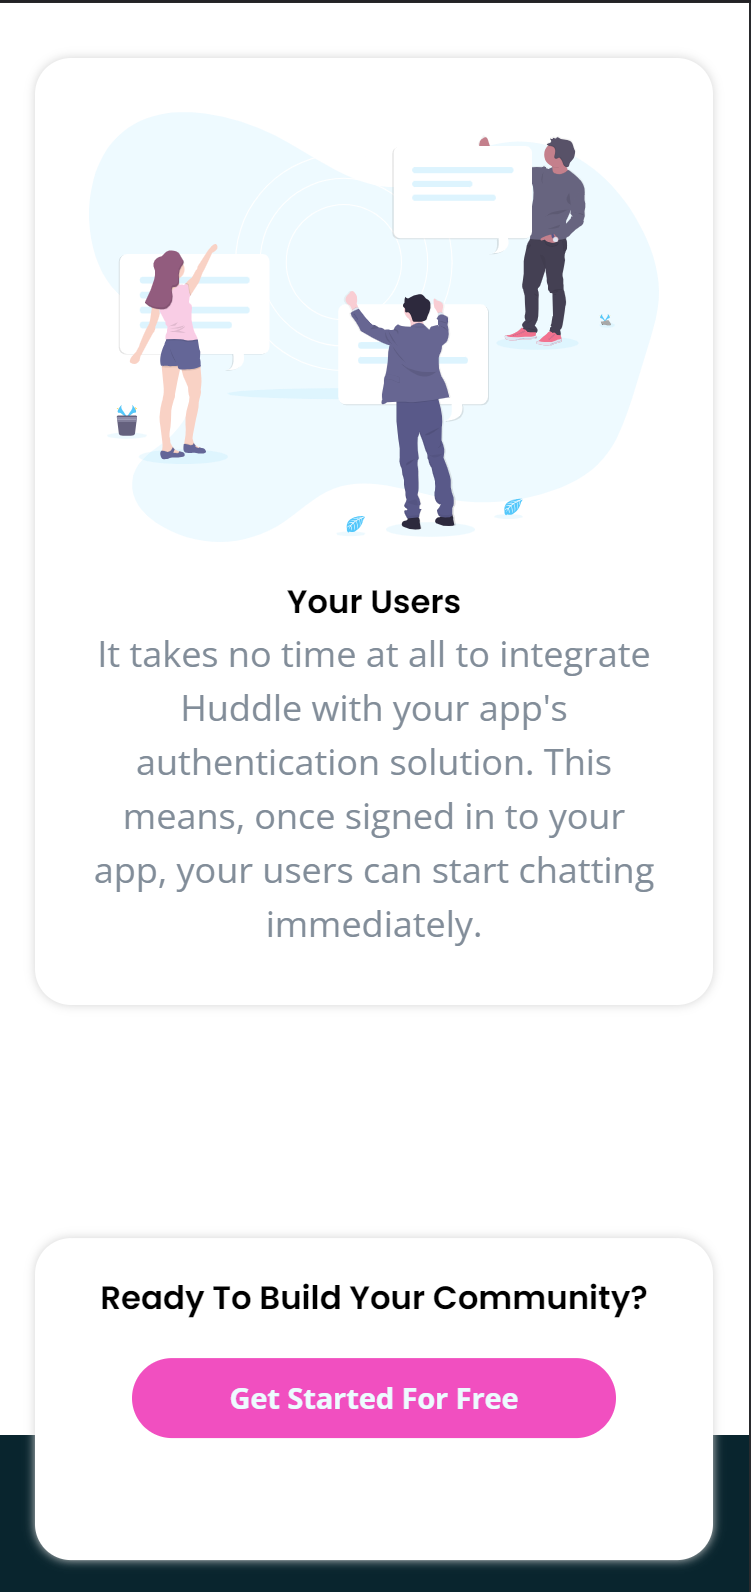 Your Users
It takes no time at all to integrate
Huddle with your app's
authentication solution. This
means, once signed in to your
app, your users can start chatting
immediately.
Ready To Build Your Community?
Get Started For Free